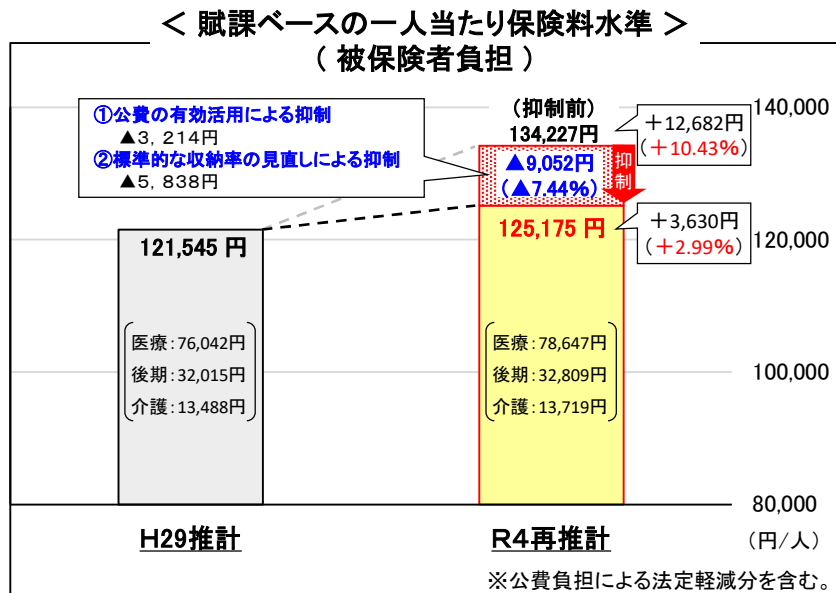 ＜ 賦課ベースの一人当たり保険料水準 ＞
（ 被保険者負担 ）
①公費の有効活用による抑制
▲3，214円
②標準的な収納率の見直しによる抑制
▲5，838円
（抑制前）
134,227円
▲9,052円
（▲7.44%）
抑制
＋12,682円
（＋10.43%）
＋3,630円
（＋2.99%）
140,000
120,000
100,000
80,000
（円/人）
121,545 円
医療：76,042円
後期：32,015円
介護：13,488円
125,175 円
医療：78,647円
後期：32,809円
介護：13,719円
H29推計
R4再推計
※公費負担による法定軽減分を含む。